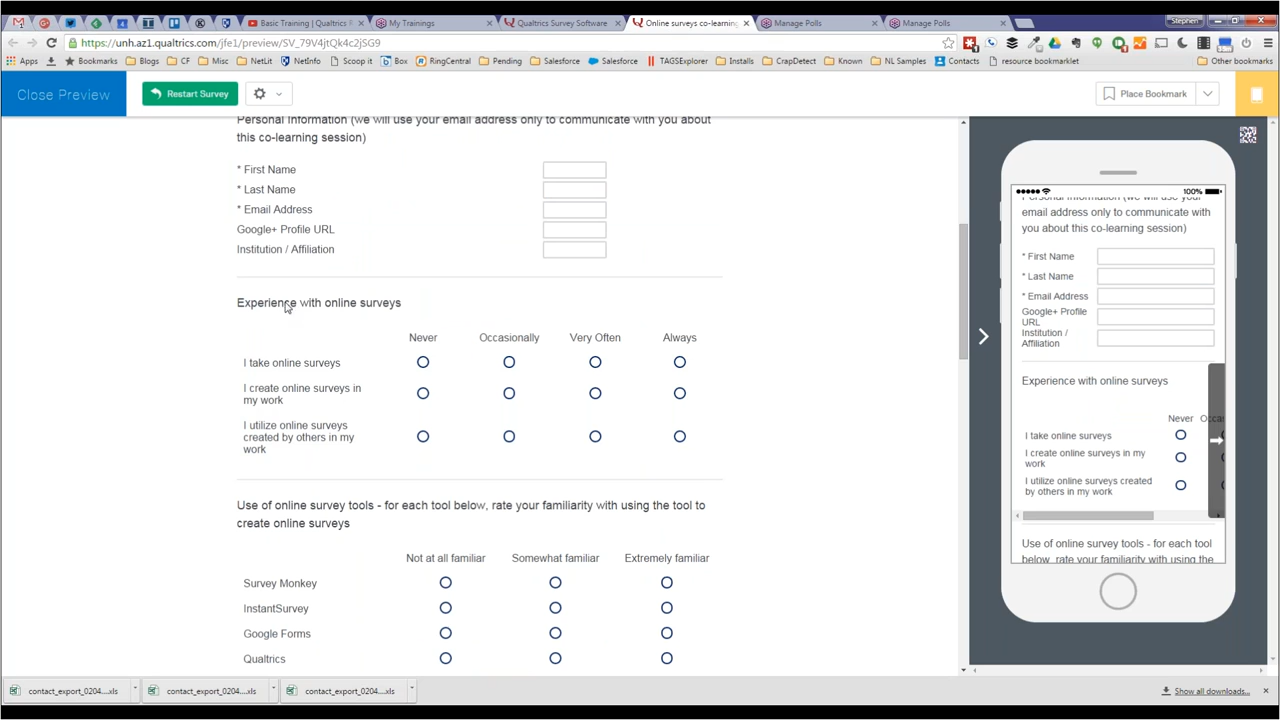 Basic Training | Qualtrics R
My Trainings
Qualtrics Survey Software
Online surveys co-learning
Manage Polls
Manage Polls
Stephen
https://unh.az1.qualtrics.com/jfe1/preview/SV_79V4jtQk4c2jSG9
Apps
Bookmarks
Blogs
CF
Misc
NetLit
NetInfo
Scoop it
Box
RingCentral
Pending
Salesforce
Salesforce
TAGSExplorer
Installs
CrapDetect
Known
NL Samples
Contacts
resource bookmarklet
Other bookmarks
Close Preview
Restart Survey
Place Bookmark
Personal Information (we will use your email address only to communicate with you about
this co-learning session)
* First Name
* Last Name
* Email Address
Google+ Profile URL
Institution / Affiliation
Experience with online surveys
Never Occasionally Very Often Always
I take online surveys
I create online surveys in
my work
I utilize online surveys
created by others in my
work
Use of online survey tools - for each tool below, rate your familiarity with using the tool to
create online surveys
Not at all familiar Somewhat familiar Extremely familiar
Survey Monkey
InstantSurvey
Google Forms
Qualtrics
100%
Personal Information (we will use your
email address only to communicate with
you about this co-learning session)
* First Name
* Last Name
* Email Address
Google+ Profile
URL
Institution /
Affiliation
Experience with online surveys
Never Occa
I take online surveys
I create online surveys in my
work
I utilize online surveys created
by others in my work
Use of online survey tools - for each tool
below, rate your familiarity with using the
contact_export_0204....xls
contact_export_0204....xls
contact_export_0204....xls
Show all downloads...